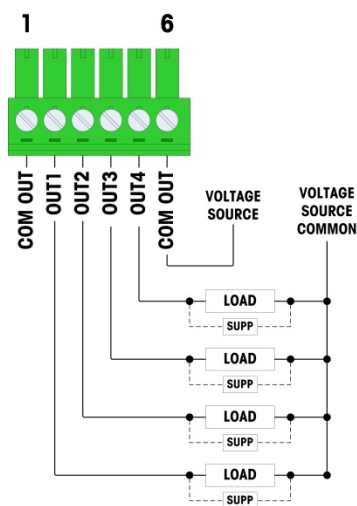 1 6
COM OUT
OUT1
OUT2
OUT3
OUT4
COM OUT
VOLTAGE
SOURCE
VOLTAGE
SOURCE
COMMON
LOAD
SUPP
LOAD
SUPP
LOAD
SUPP
LOAD
SUPP